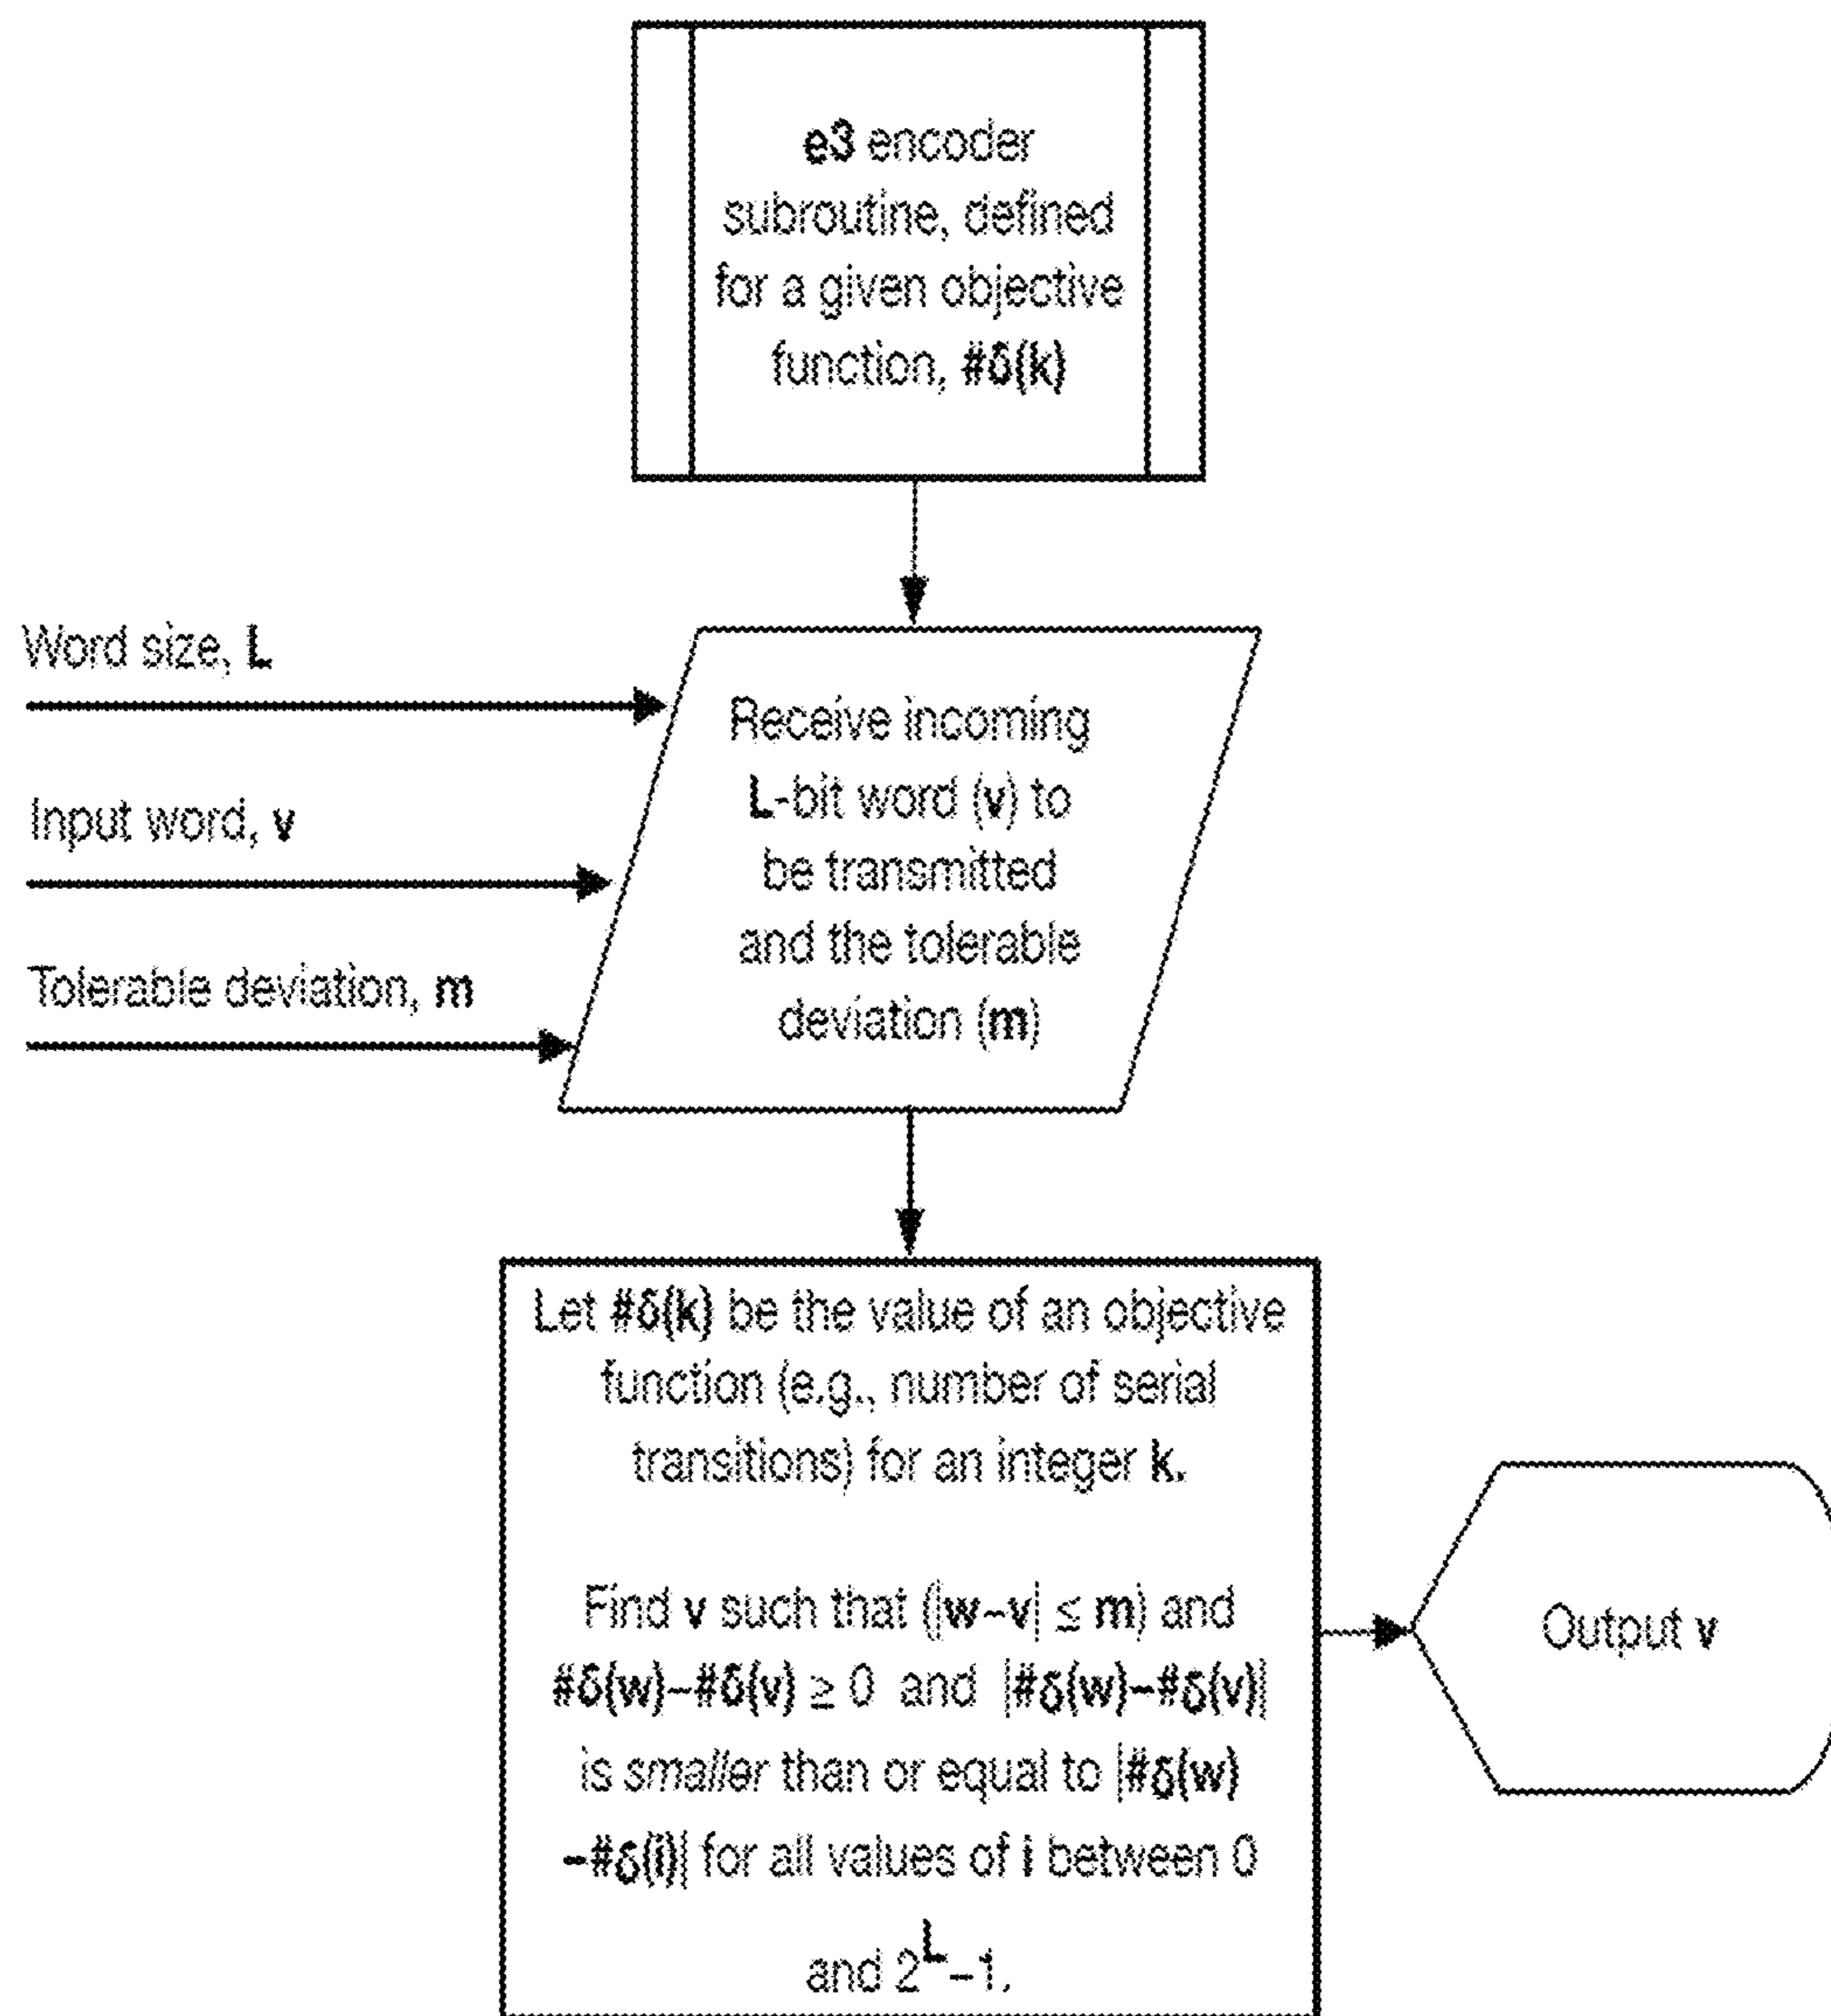 e3 encoder
subroutine, defined
for a given objective
function, #δ(k)
Word size, L
Input word, v
Tolerable deviation, m
Receive incoming
L-bit word (v) to
be transmitted
and the tolerable
deviation (m)
Let #δ(k) be the value of an objective
function (e.g., number of serial
transitions) for an integer k.
Find v such that (|w-v| ≤ m) and
#δ(w)-#δ(v) ≥ 0 and |#δ(w)-#δ(v)|
is smaller than or equal to |#δ(w)
-#δ(i)| for all values of i between 0
and 2^L-1.
Output v